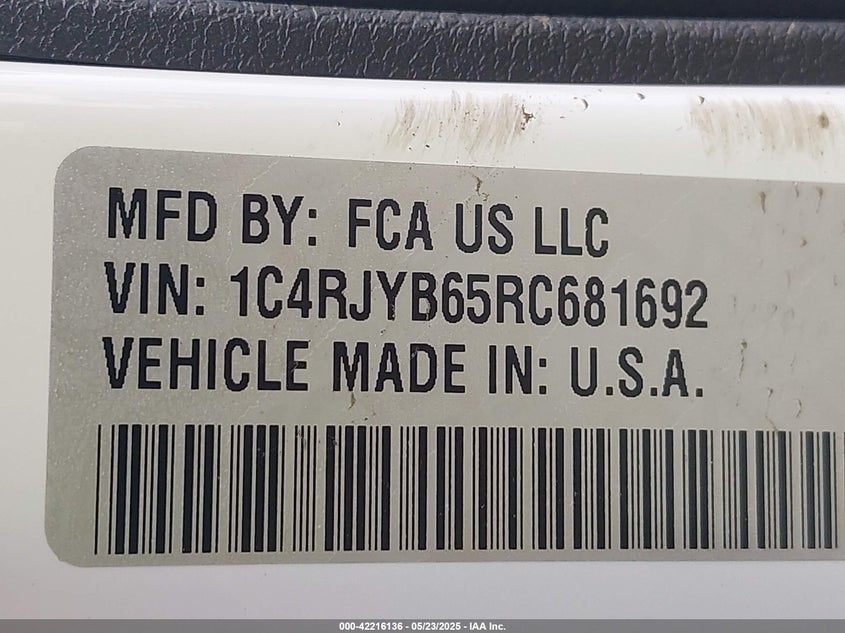 MFD BY: FCA US LLC
VIN: 1C4RJYB65RC681692
VEHICLE MADE IN: U.S.A.
000-42216136 - 05/23/2025 - IAA Inc.